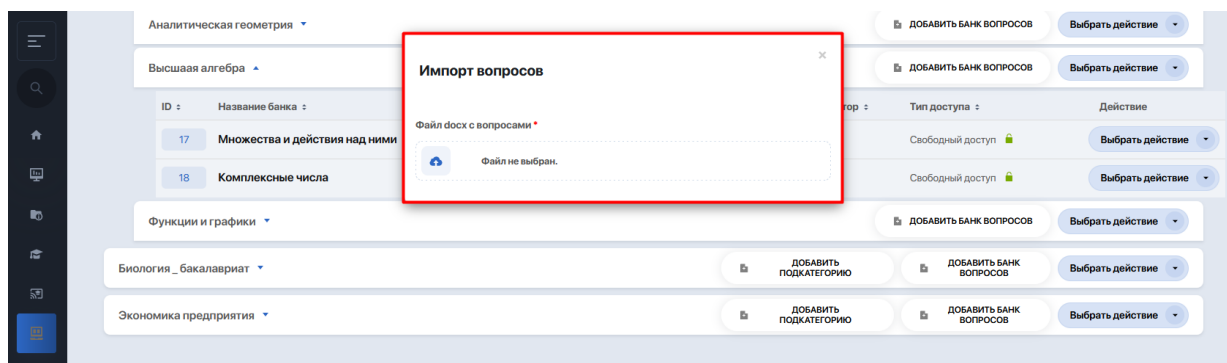 Аналитическая геометрия
ДОБАВИТЬ БАНК ВОПРОСОВ
Выбрать действие
Высшаая алгебра
ДОБАВИТЬ БАНК ВОПРОСОВ
Выбрать действие
Импорт вопросов
×
Файл docx с вопросами *
Файл не выбран.
ID
Название банка
тор
Тип доступа
Действие
17
Множества и действия над ними
Свободный доступ
Выбрать действие
18
Комплексные числа
Свободный доступ
Выбрать действие
Функции и графики
ДОБАВИТЬ БАНК ВОПРОСОВ
Выбрать действие
Биология _ бакалавриат
ДОБАВИТЬ
ПОДКАТЕГОРИЮ
ДОБАВИТЬ БАНК
ВОПРОСОВ
Выбрать действие
Экономика предприятия
ДОБАВИТЬ
ПОДКАТЕГОРИЮ
ДОБАВИТЬ БАНК
ВОПРОСОВ
Выбрать действие